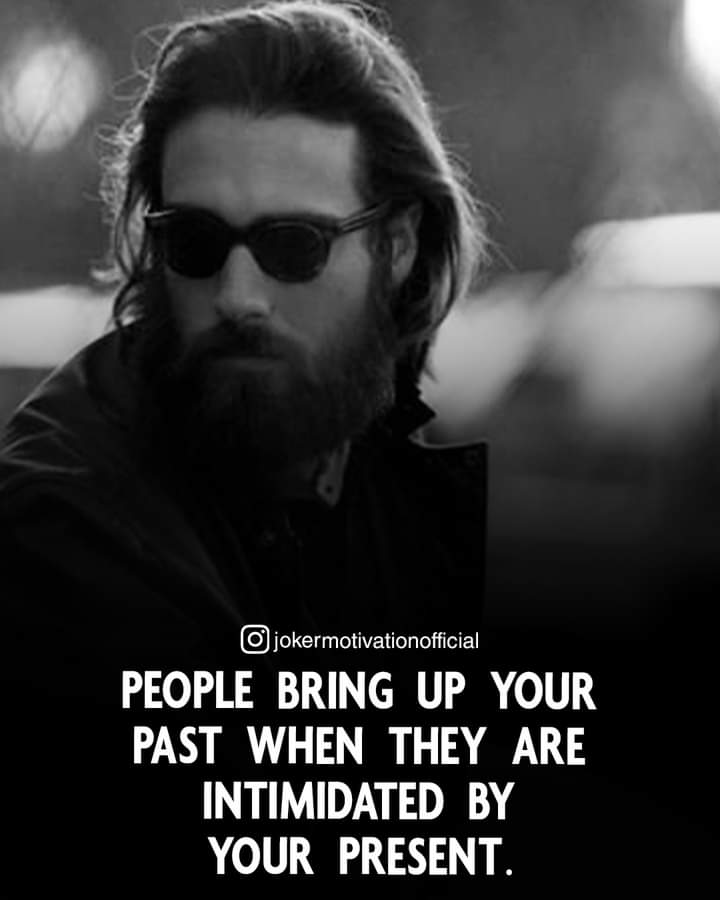 jokermotivationofficial
PEOPLE BRING UP YOUR
PAST WHEN THEY ARE
INTIMIDATED BY
YOUR PRESENT.